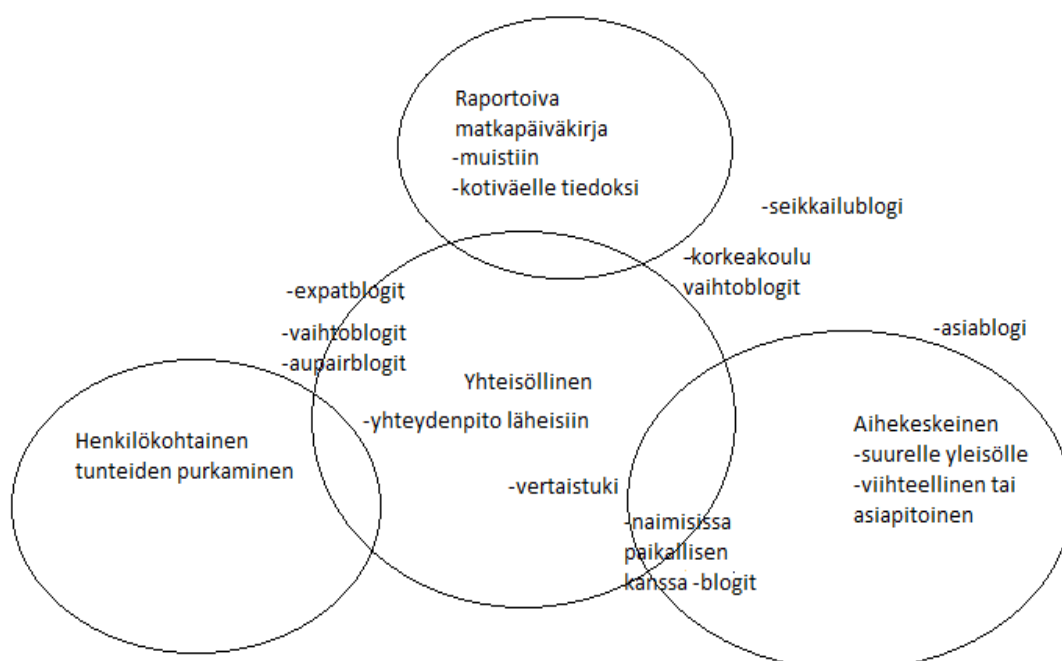 Raportoiva
matkapäiväkirja
-muistiin
-kotiväelle tiedoksi
-seikkailublogi
-korkeakoulu
vaihtoblogit
-expatblogit
-vaihtoblogit
-aupairblogit
-asiablogi
Yhteisöllinen
-yhteydenpito läheisiin
-vertaistuki
Henkilökohtainen
tunteiden purkaminen
Aihekeskeinen
-suurelle yleisölle
-viihteellinen tai
asiapitoinen
-naimisissa
paikallisen
kanssa -blogit